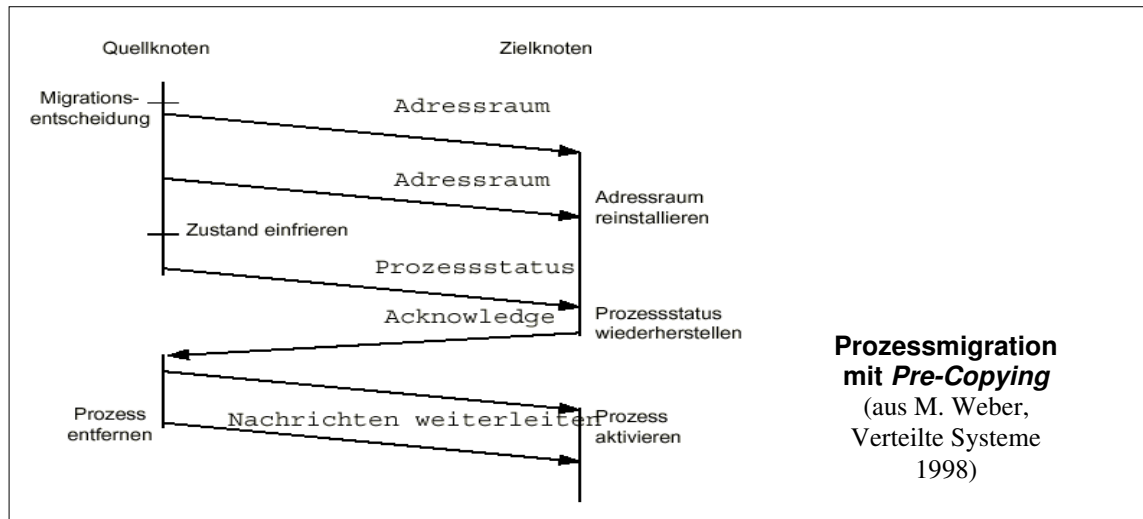 Quellknoten
Zielknoten
Migrations-
entscheidung
Adressraum
Adressraum
Adressraum
reinstallieren
Zustand einfrieren
Prozessstatus
Acknowledge
Prozessstatus
wiederherstellen
Prozess
entfernen
Nachrichten weiterleiten
Prozess
aktivieren
Prozessmigration
mit Pre-Copying
(aus M. Weber,
Verteilte Systeme
1998)